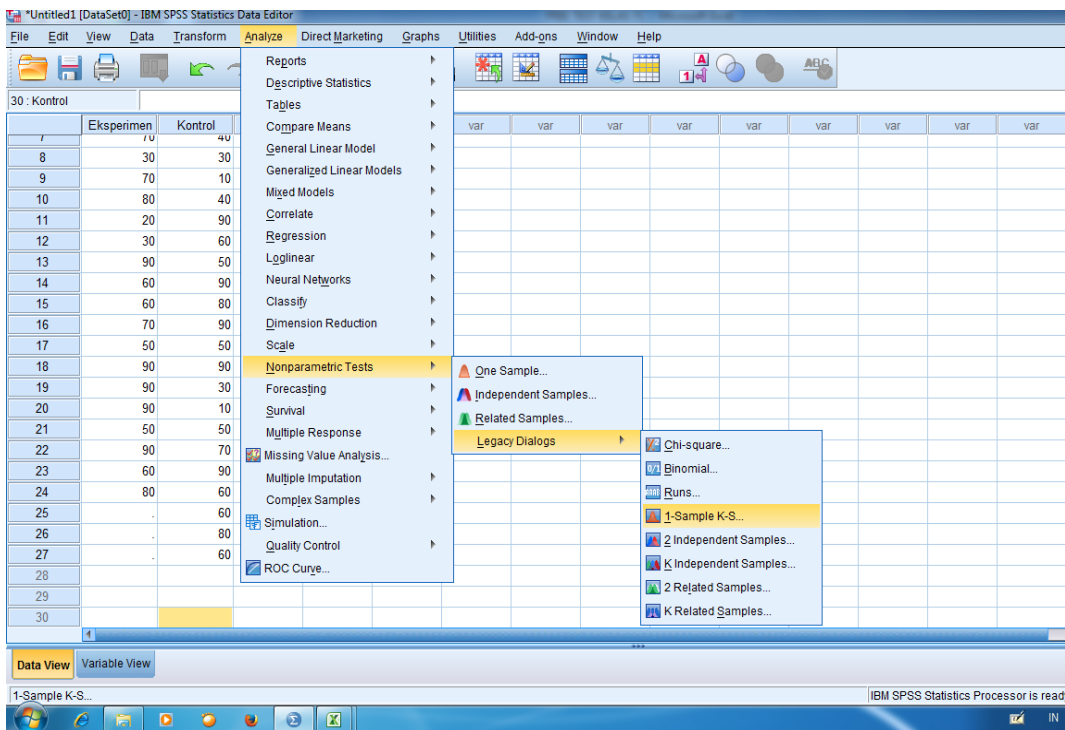 *Untitled1 [DataSet0] - IBM SPSS Statistics Data Editor
File Edit View Data Transform Analyze Direct Marketing Graphs Utilities Add-ons Window Help
30 : Kontrol
Eksperimen Kontrol var var var var var var var var var
7 70 40
8 30 30
9 70 10
10 80 40
11 20 90
12 30 60
13 90 50
14 60 90
15 60 80
16 70 90
17 50 50
18 90 90
19 90 30
20 90 10
21 50 50
22 90 70
23 60 90
24 80 60
25 . 60
26 . 80
27 . 60
28
29
30
Reports
Descriptive Statistics
Tables
Compare Means
General Linear Model
Generalized Linear Models
Mixed Models
Correlate
Regression
Loglinear
Neural Networks
Classify
Dimension Reduction
Scale
Nonparametric Tests
Forecasting
Survival
Multiple Response
Missing Value Analysis...
Multiple Imputation
Complex Samples
Simulation...
Quality Control
ROC Curve...
One Sample...
Independent Samples...
Related Samples...
Legacy Dialogs
Chi-square...
Binomial...
Runs...
1-Sample K-S...
2 Independent Samples...
K Independent Samples...
2 Related Samples...
K Related Samples...
Data View Variable View
1-Sample K-S... IBM SPSS Statistics Processor is read
IN